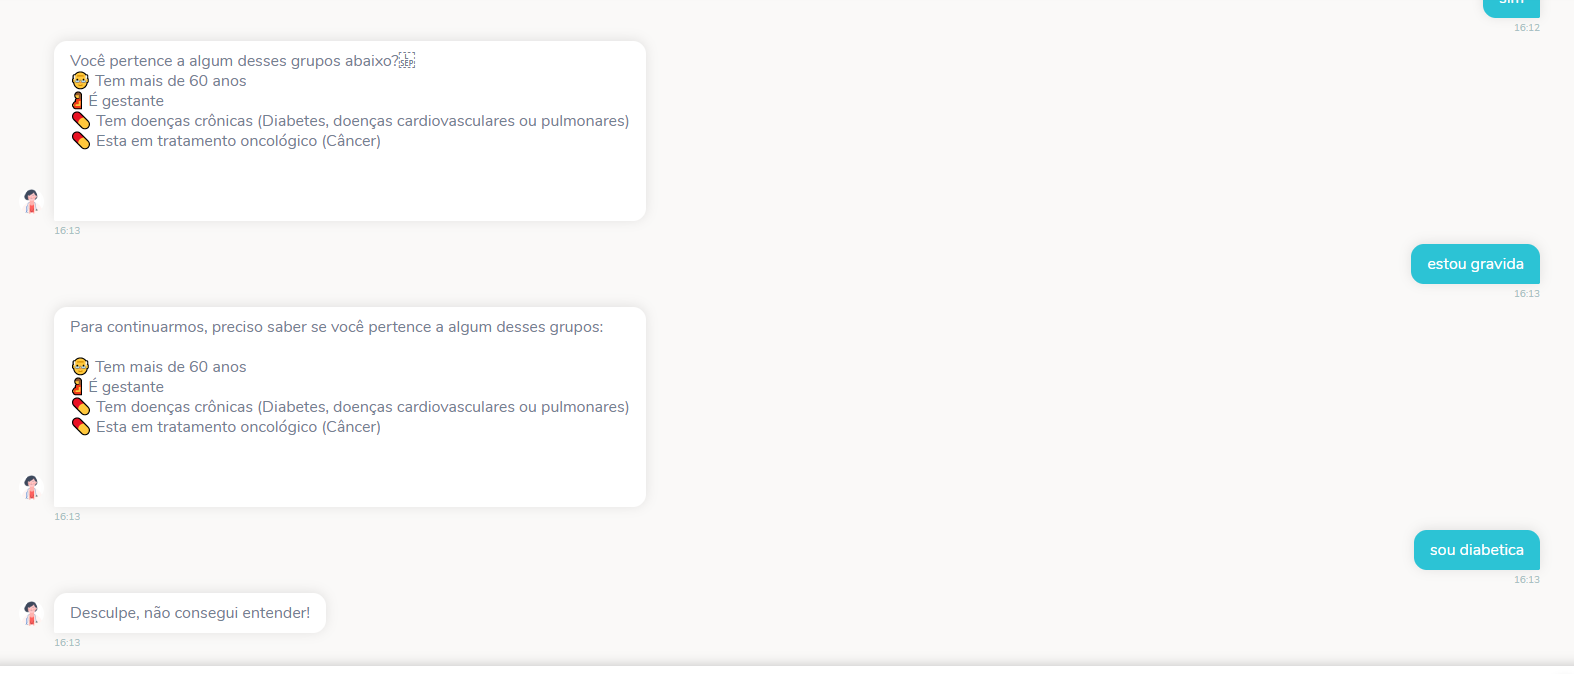 sim
16:12
Você pertence a algum desses grupos abaixo?
Tem mais de 60 anos
É gestante
Tem doenças crônicas (Diabetes, doenças cardiovasculares ou pulmonares)
Esta em tratamento oncológico (Câncer)
16:13
estou gravida
16:13
Para continuarmos, preciso saber se você pertence a algum desses grupos:
Tem mais de 60 anos
É gestante
Tem doenças crônicas (Diabetes, doenças cardiovasculares ou pulmonares)
Esta em tratamento oncológico (Câncer)
16:13
sou diabetica
16:13
Desculpe, não consegui entender!
16:13